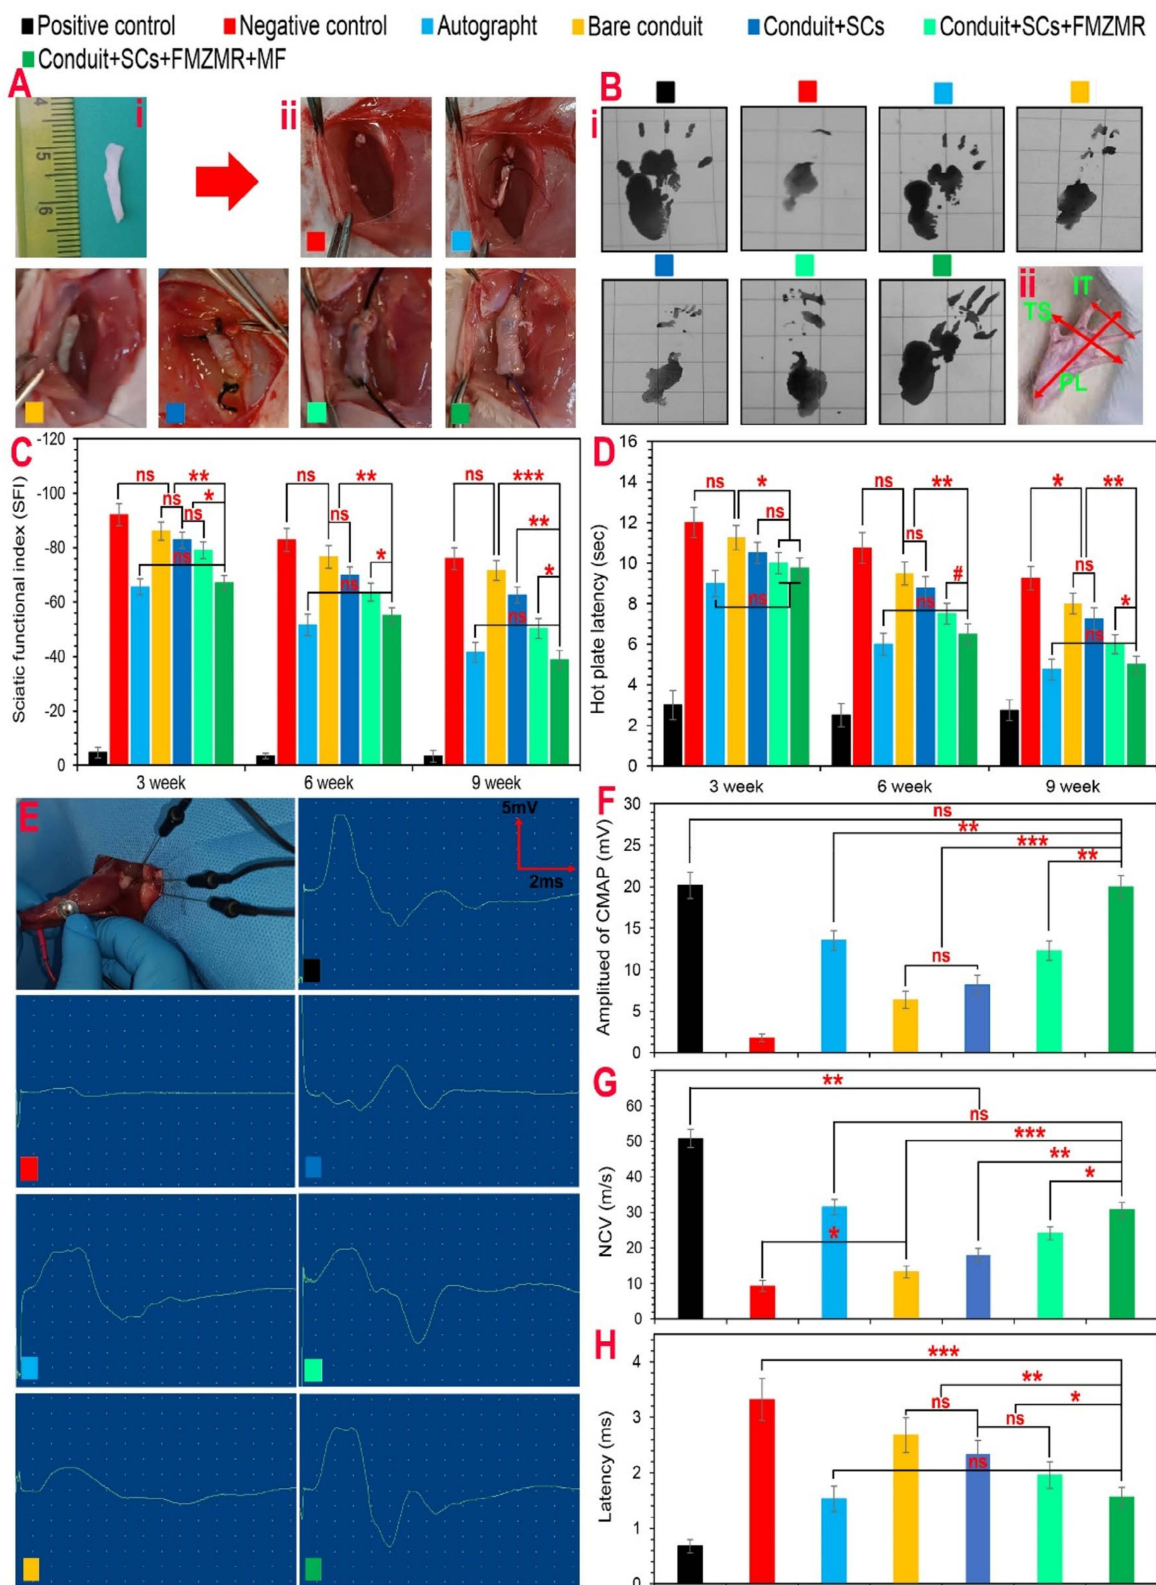 Positive control Negative control Autographt Bare conduit Conduit+SCs Conduit+SCs+FMZMR
Conduit+SCs+FMZMR+MF
A B
i ii i
4 5 6
ii IT
TS
PL
C D
Sciatic functional index (SFI)
-120
-100
-80
-60
-40
-20
0
ns ** ns ** ns ***
ns * ns ns ** *
ns ns * ns
3 week 6 week 9 week
Hot plate latency (sec)
16
14
12
10
8
6
4
2
0
ns * ns ** * **
ns ns # ns *
ns ns ns
3 week 6 week 9 week
E
5mV
2ms
F
Amplitued of CMAP (mV)
30
25
20
15
10
5
0
ns
**
***
**
ns
G
NCV (m/s)
60
50
40
30
20
10
0
**
ns
***
**
*
*
H
Latency (ms)
4
3
2
1
0
***
**
*
ns
ns
ns